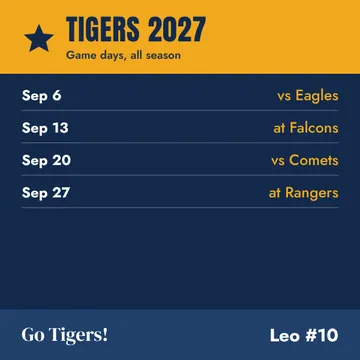 TIGERS 2027
Game days, all season
Sep 6 vs Eagles
Sep 13 at Falcons
Sep 20 vs Comets
Sep 27 at Rangers
Go Tigers! Leo #10